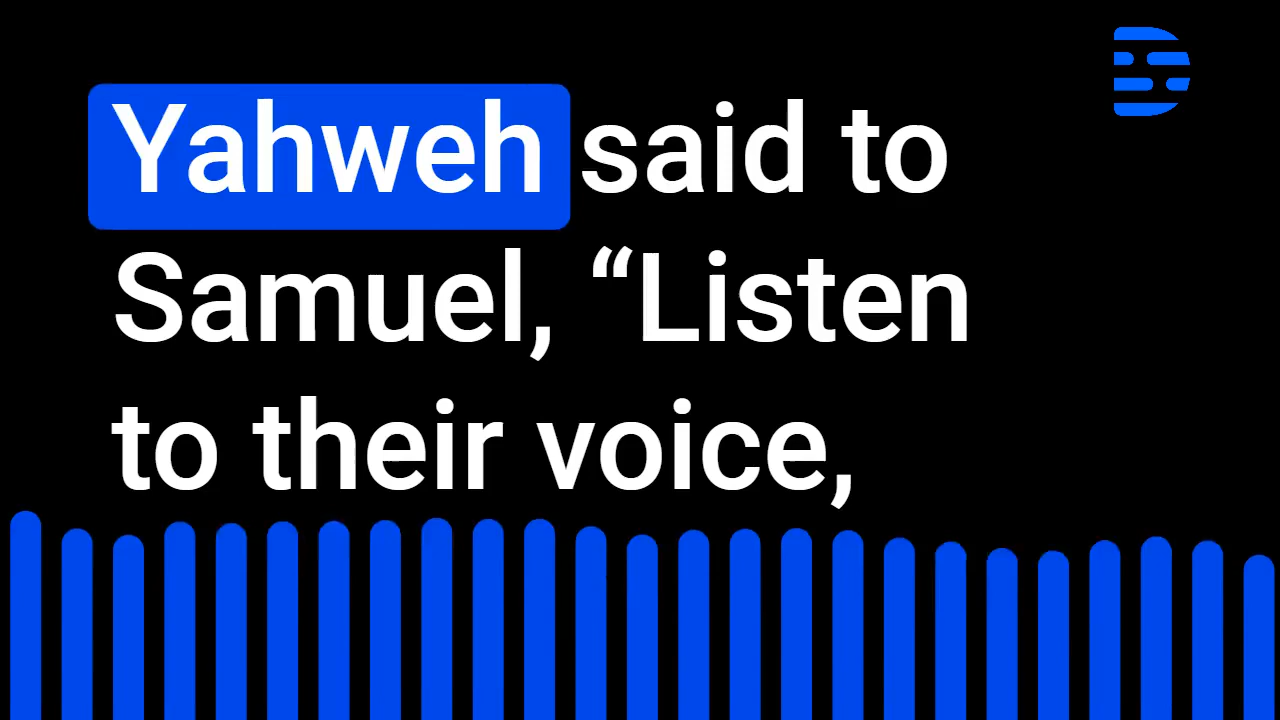 Yahweh said to
Samuel, “Listen
to their voice,